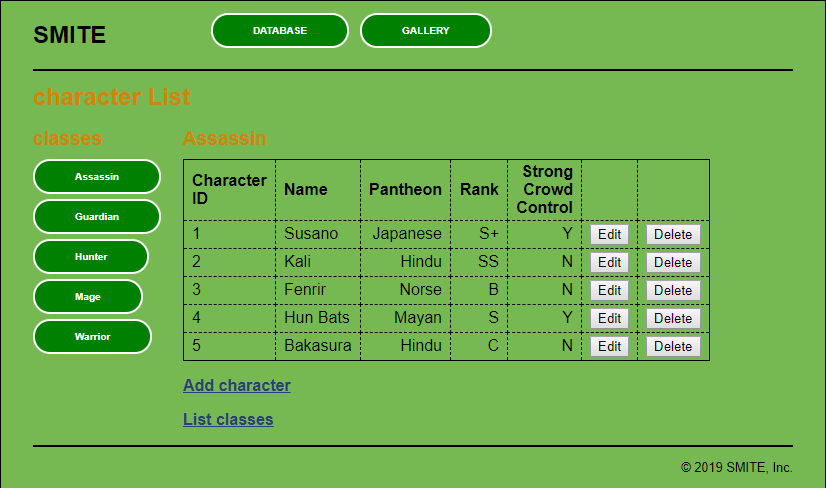 SMITE
DATABASE GALLERY
character List
classes
Assassin
Guardian
Hunter
Mage
Warrior
Assassin
Character ID Name Pantheon Rank Strong Crowd Control
1 Susano Japanese S+ Y Edit Delete
2 Kali Hindu SS N Edit Delete
3 Fenrir Norse B N Edit Delete
4 Hun Bats Mayan S Y Edit Delete
5 Bakasura Hindu C N Edit Delete
Add character
List classes
© 2019 SMITE, Inc.